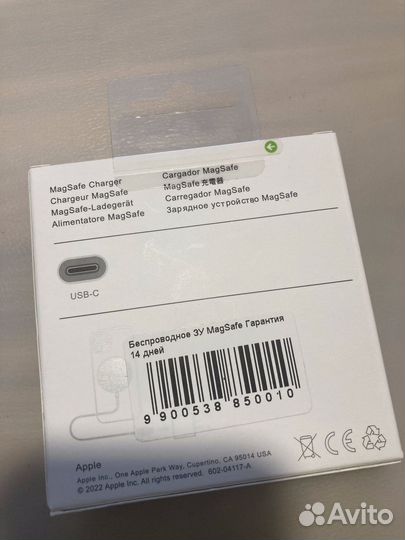 MagSafe Charger
Chargeur MagSafe
MagSafe-Ladegerät
Alimentatore MagSafe
Cargador MagSafe
MagSafe 充電器
Carregador MagSafe
Зарядное устройство MagSafe
USB-C
Беспроводное ЗУ MagSafe Гарантия
14 дней
9 900538 850010
Apple
Apple Inc., One Apple Park Way, Cupertino, CA 95014 USA
© 2022 Apple Inc. All rights reserved. 602-04117-A
CE
Avito